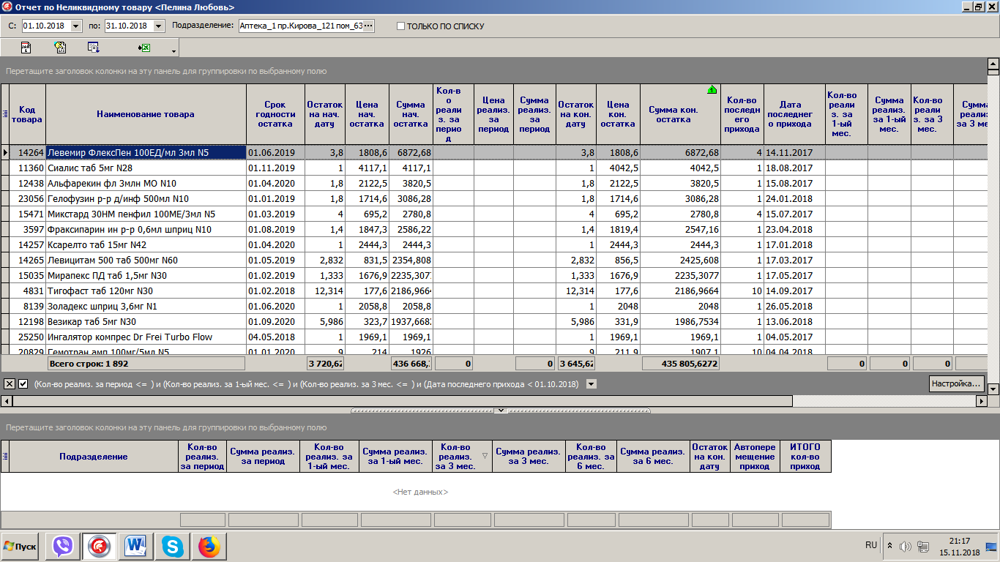 Отчет по Неликвидному товару <Пелина Любовь>
С: 01.10.2018 по: 31.10.2018 Подразделение: Аптека_1 пр.Кирова_121 пом_63 ... ТОЛЬКО ПО СПИСКУ
Перетащите заголовок колонки на эту панель для группировки по выбранному полю
Код товара Наименование товара Срок годности остатка Остаток на нач. дату Цена нач. остатка Сумма нач. остатка Кол-в о реали з. за перио д Цена реализ. за период Сумма реализ. за период Остаток на кон. дату Цена кон. остатка Сумма кон. остатка 1 Кол-во последн его прихода Дата последнег о прихода Кол-во реали з. за 1-ый мес. Сумма реализ. за 1-ый мес. Кол-во реали з. за 3 мес. Сумма реализ. за 3 мес.
14264 Левемир ФлексПен 100ЕД/мл 3мл N5 01.06.2019 3,8 1808,6 6872,68 3,8 1808,6 6872,68 4 14.11.2017
11360 Сиалис таб 5мг N28 01.11.2019 1 4117,1 4117,1 1 4042,5 4042,5 1 18.08.2017
12438 Альфарекин фл 3млн МО N10 01.04.2020 1,8 2122,5 3820,5 1,8 2122,5 3820,5 1 15.08.2017
23056 Гелофузин р-р д/инф 500мл N10 01.01.2019 1,8 1714,6 3086,28 1,8 1714,6 3086,28 1 24.01.2018
15471 Микстард 30НМ пенфил 100МЕ/3мл N5 01.03.2019 4 695,2 2780,8 4 695,2 2780,8 4 15.07.2017
3597 Фраксипарин ин р-р 0,6мл шприц N10 01.08.2019 1,4 1847,3 2586,22 1,4 1819,4 2547,16 1 23.04.2018
14257 Ксарелто таб 15мг N42 01.04.2020 1 2444,3 2444,3 1 2444,3 2444,3 1 17.01.2018
14265 Левицитам 500 таб 500мг N60 01.05.2019 2,832 831,5 2354,808 2,832 856,5 2425,608 1 17.03.2017
15035 Мирапекс ПД таб 1,5мг N30 01.02.2019 1,333 1676,9 2235,307 1,333 1676,9 2235,3077 1 17.05.2017
4831 Тигофаст таб 120мг N30 01.02.2018 12,314 177,6 2186,9664 12,314 177,6 2186,9664 10 14.09.2017
8139 Золадекс шприц 3,6мг N1 01.06.2020 1 2058,8 2058,8 1 2048 2048 1 26.05.2018
12198 Везикар таб 5мг N30 01.09.2020 5,986 323,7 1937,668 5,986 331,9 1986,7534 1 13.06.2018
25250 Ингалятор компрес Dr Frei Turbo Flow 04.05.2018 1 1969,1 1969,1 1 1969,1 1969,1 1 04.05.2017
20829 Гемотран амп 100мг/5мл N5 01.01.2020 9 214 1926 9 211,9 1907,1 10 04.04.2018
Всего строк: 1 892 3 720,62 436 668, 0 0 3 645,62 435 805,6272 0 0 0
(Кол-во реализ. за период <= ) и (Кол-во реализ. за 1-ый мес. <= ) и (Кол-во реализ. за 3 мес. <= ) и (Дата последнего прихода < 01.10.2018) Настройка...
Перетащите заголовок колонки на эту панель для группировки по выбранному полю
Подразделение Кол-во реализ. за период Сумма реализ. за период Кол-во реализ. за 1-ый мес. Сумма реализ. за 1-ый мес. Кол-во реализ. за 3 мес. Сумма реализ. за 3 мес. Кол-во реализ. за 6 мес. Сумма реализ. за 6 мес. Остаток на кон. дату Автопере мещение приход ИТОГО кол-во приход
<Нет данных>
Пуск RU 21:17
15.11.2018